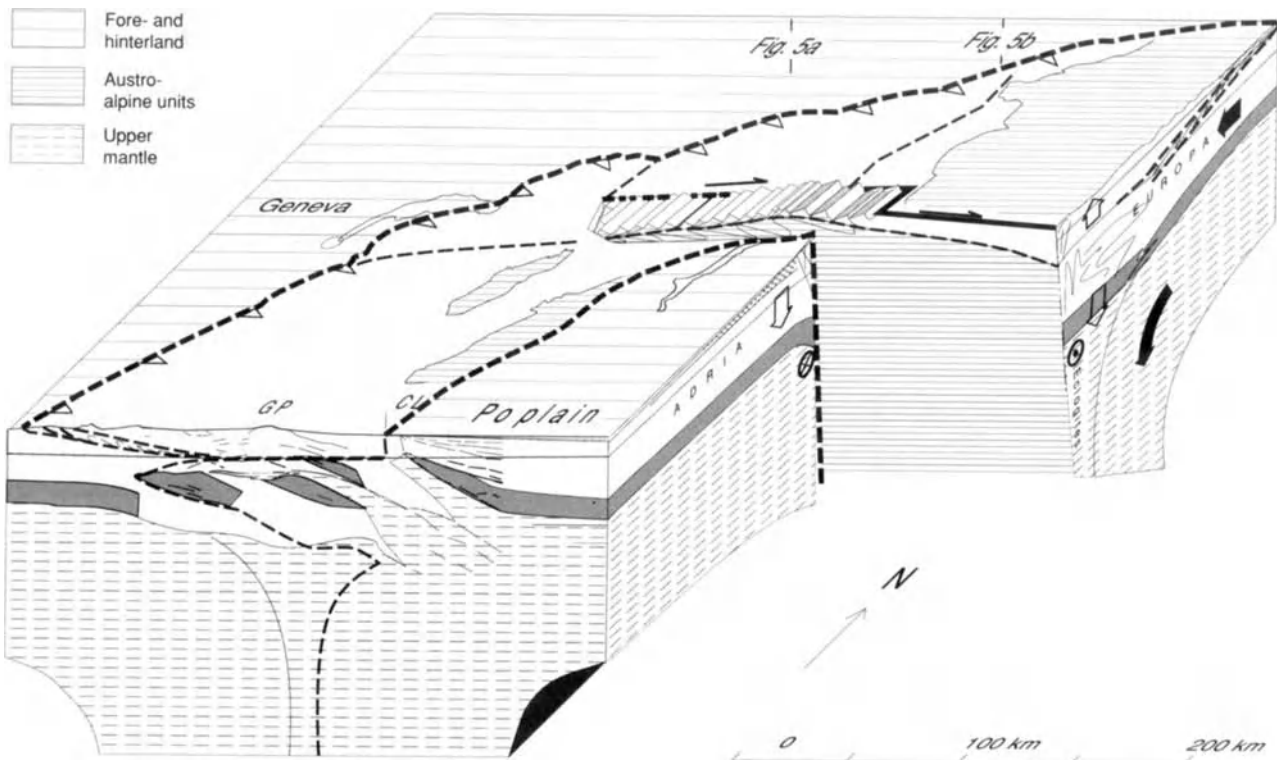 Fore- and
hinterland
Austro-
alpine units
Upper
mantle
Fig. 5a
Fig. 5b
Geneva
EUROPA
ADRIA
GP
CL
Po plain
N
0 100 km 200 km